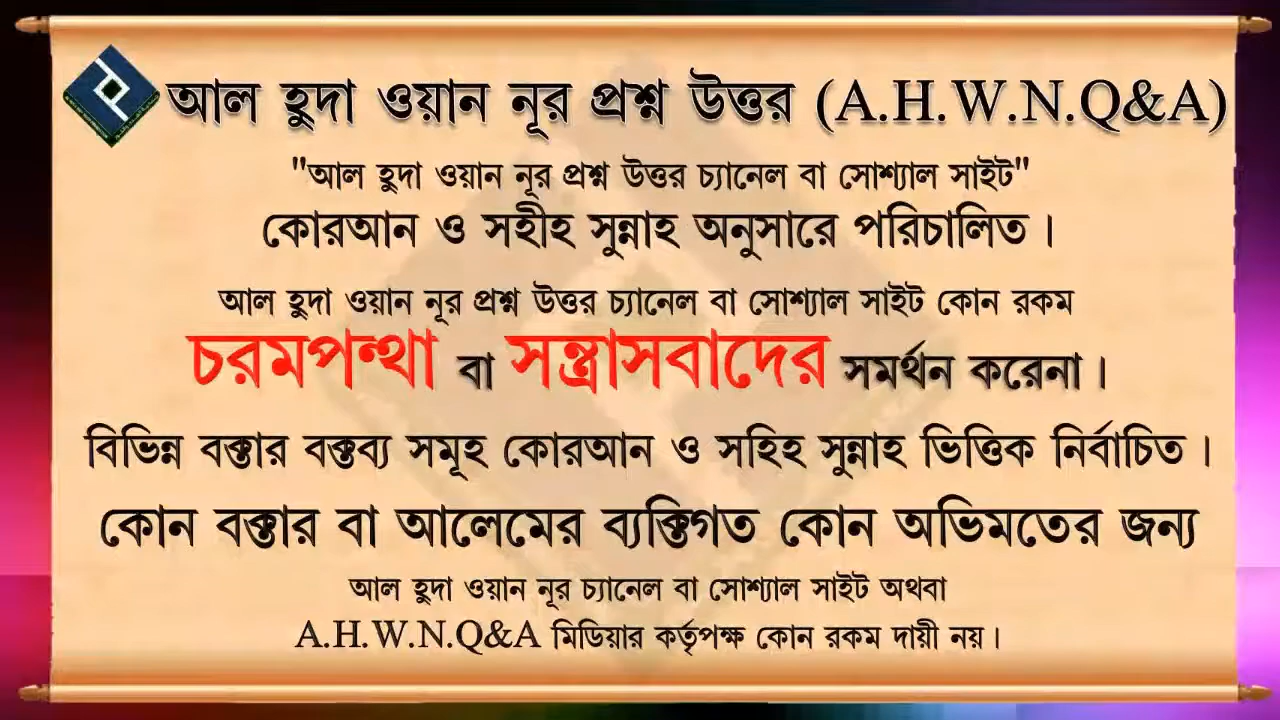 আল হুদা ওয়ান নূর প্রশ্ন উত্তর (A.H.W.N.Q&A)
"আল হুদা ওয়ান নূর প্রশ্ন উত্তর চ্যানেল বা সোশ্যাল সাইট"
কোরআন ও সহীহ সুন্নাহ অনুসারে পরিচালিত।
আল হুদা ওয়ান নূর প্রশ্ন উত্তর চ্যানেল বা সোশ্যাল সাইট কোন রকম
চরমপন্থা বা সন্ত্রাসবাদের সমর্থন করেনা।
বিভিন্ন বক্তার বক্তব্য সমূহ কোরআন ও সহিহ সুন্নাহ ভিত্তিক নির্বাচিত।
কোন বক্তার বা আলেমের ব্যক্তিগত কোন অভিমতের জন্য
আল হুদা ওয়ান নূর চ্যানেল বা সোশ্যাল সাইট অথবা
A.H.W.N.Q&A মিডিয়ার কর্তৃপক্ষ কোন রকম দায়ী নয়।